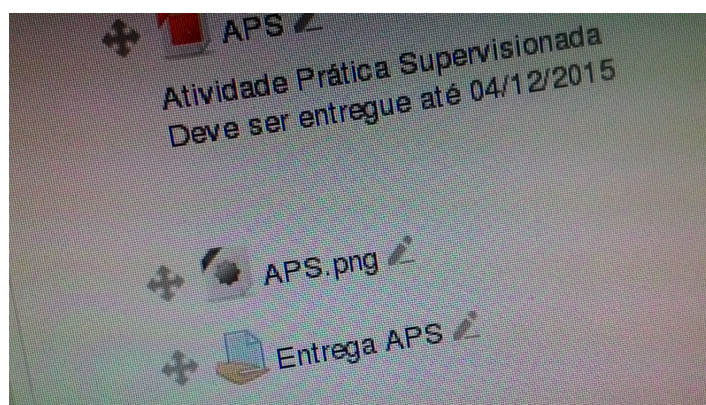 APS
Atividade Prática Supervisionada
Deve ser entregue até 04/12/2015
APS.png
Entrega APS